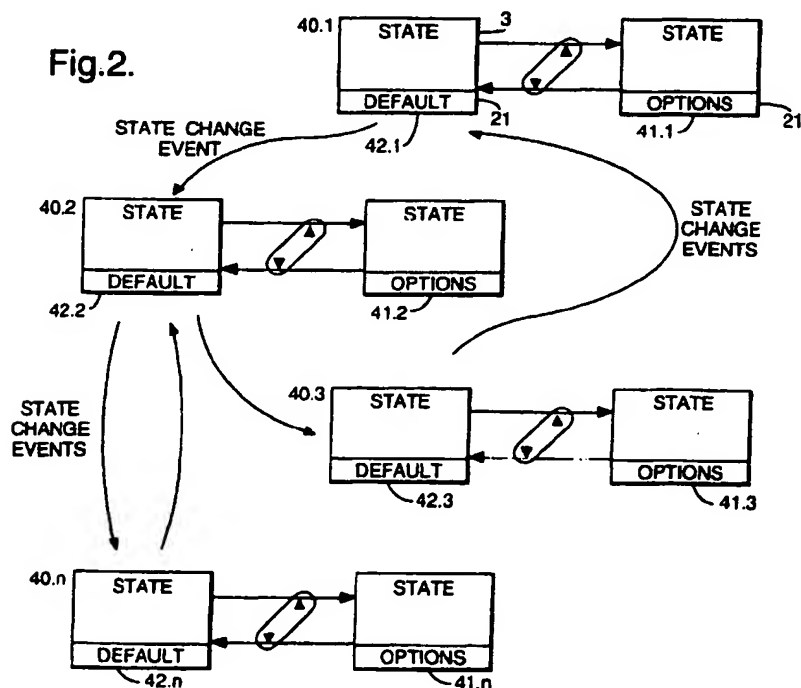 Fig.2.
40.1 STATE 3 STATE
DEFAULT 21 OPTIONS 21
42.1 41.1
STATE CHANGE
EVENT
40.2 STATE STATE
DEFAULT OPTIONS
42.2 41.2
STATE
CHANGE
EVENTS
40.3 STATE STATE
DEFAULT OPTIONS
42.3 41.3
STATE
CHANGE
EVENTS
40.n STATE STATE
DEFAULT OPTIONS
42.n 41.n